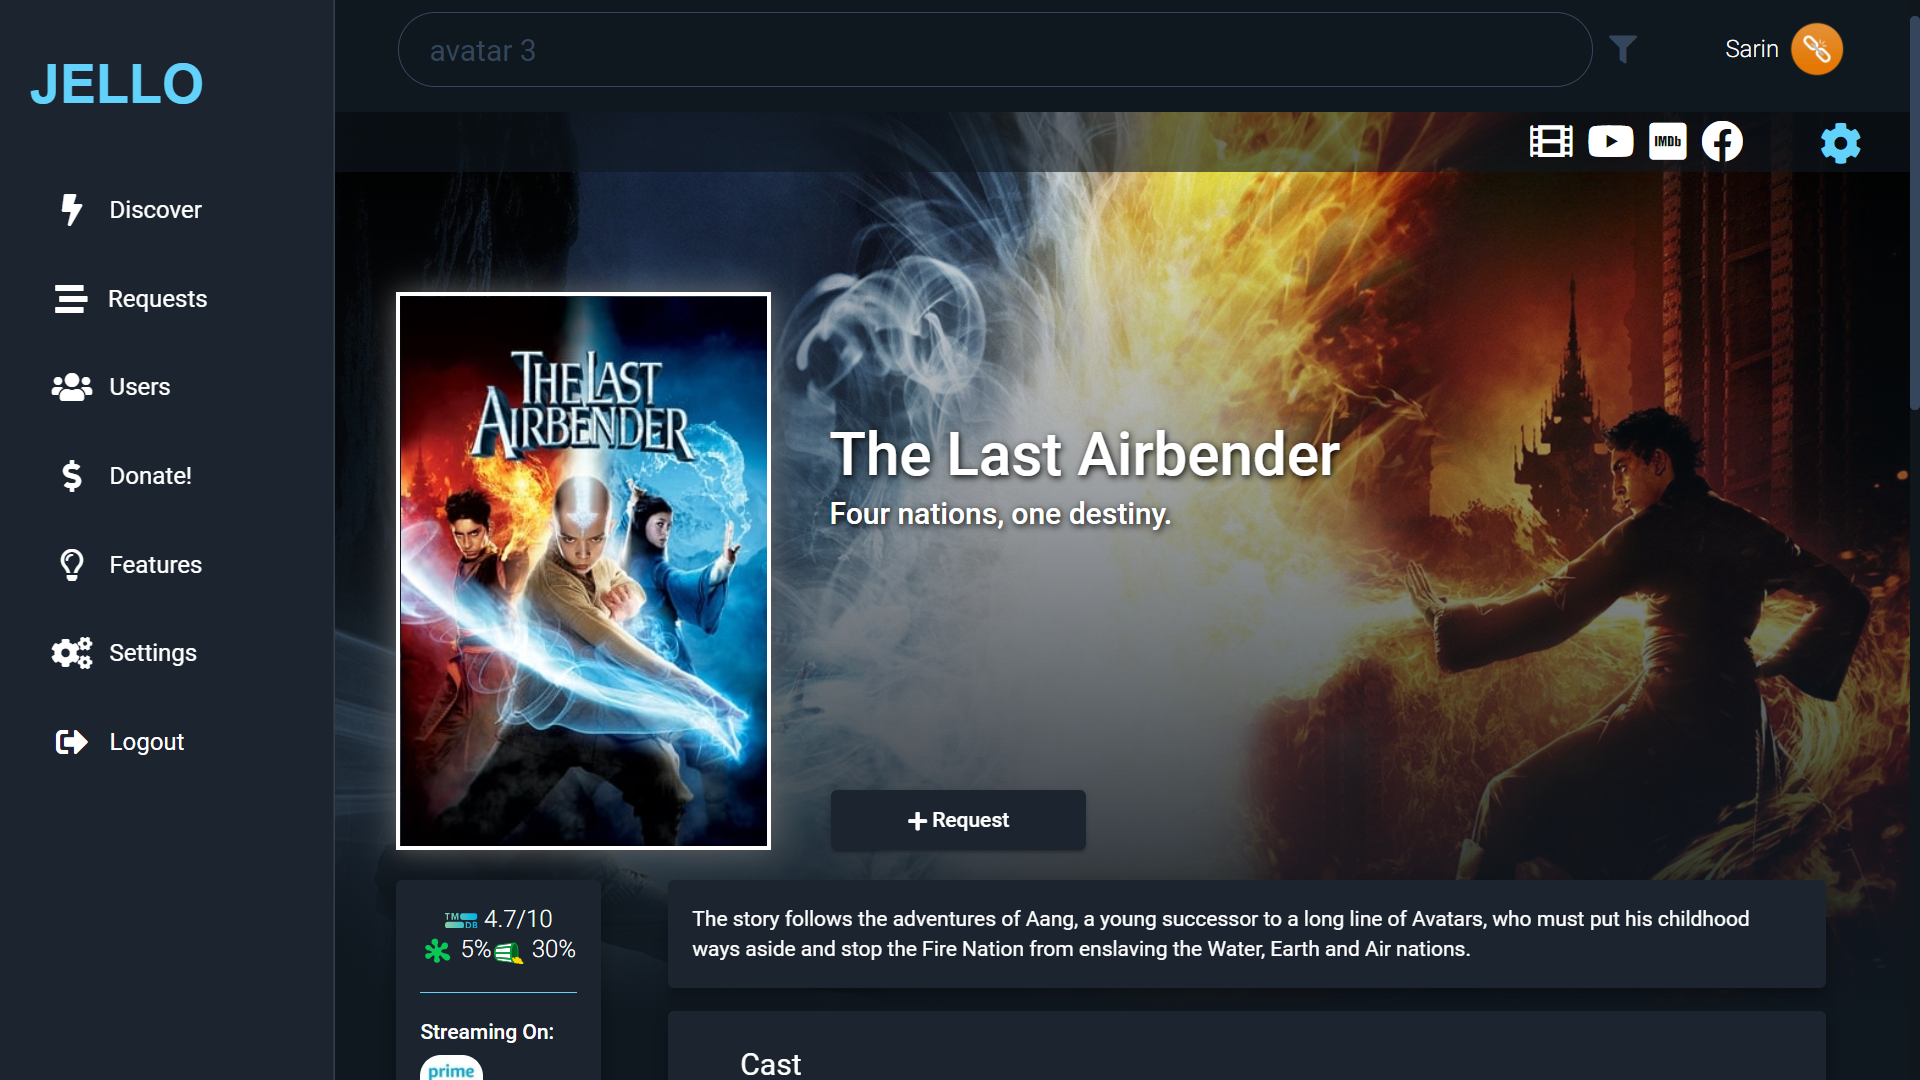 JELLO
avatar 3
Sarin
IMDb
Discover
Requests
Users
Donate!
Features
Settings
Logout
THE LAST
AIRBENDER
The Last Airbender
Four nations, one destiny.
Request
TM
DB
4.7/10
5% 30%
Streaming On:
prime
The story follows the adventures of Aang, a young successor to a long line of Avatars, who must put his childhood
ways aside and stop the Fire Nation from enslaving the Water, Earth and Air nations.
Cast